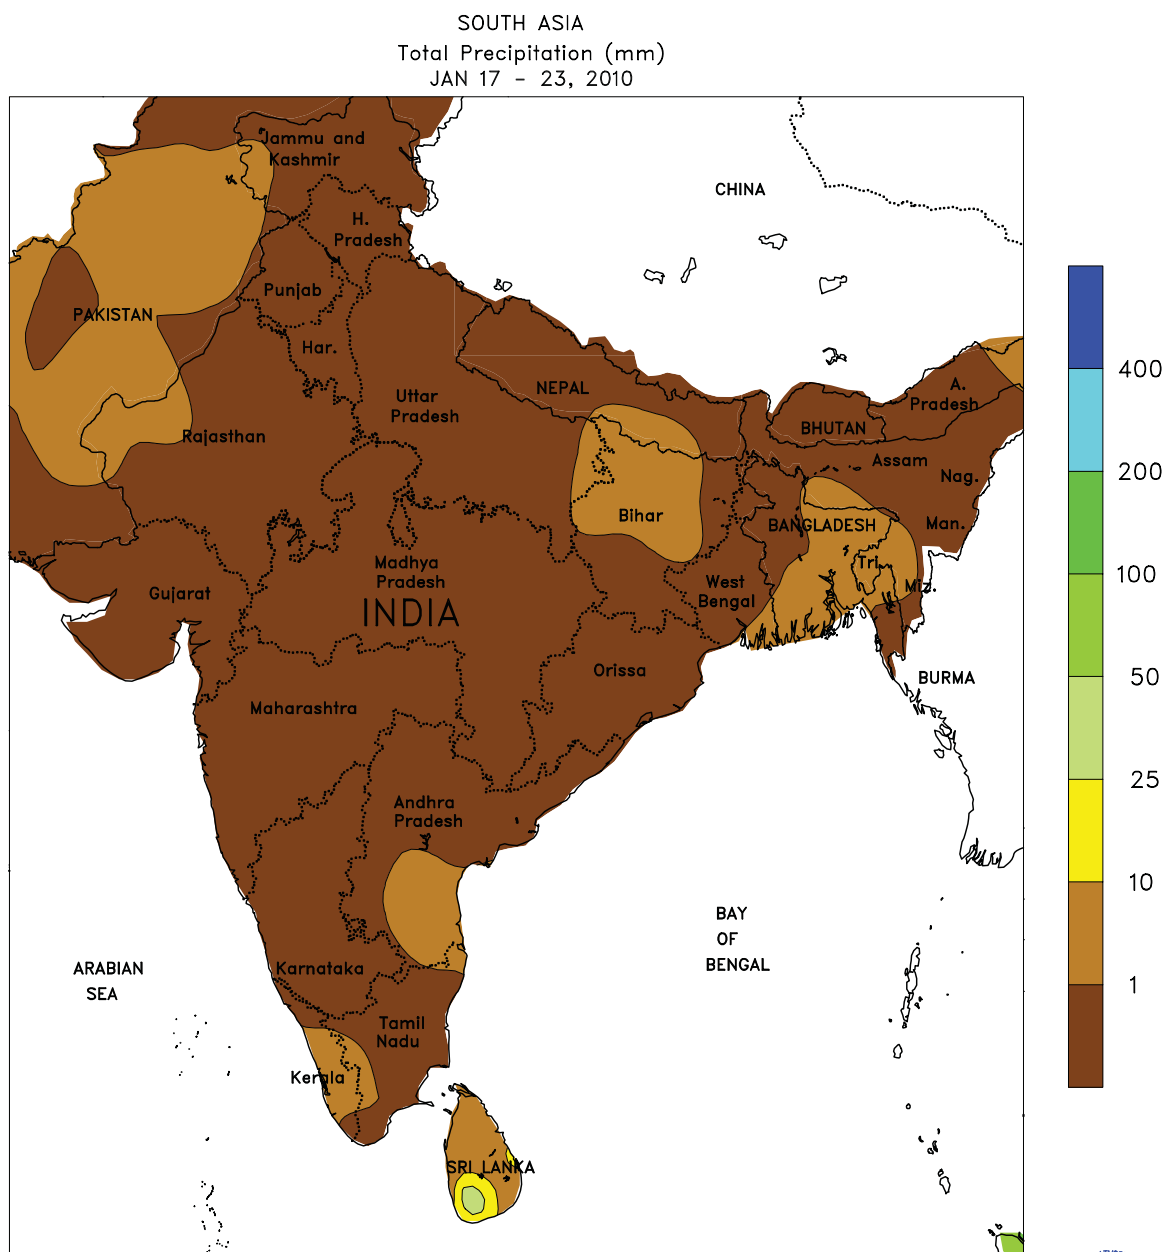 SOUTH ASIA
Total Precipitation (mm)
JAN 17 - 23, 2010
Jammu and
Kashmir
CHINA
H.
Pradesh
Punjab
PAKISTAN
Har.
NEPAL
Uttar
Pradesh
A.
Pradesh
BHUTAN
Rajasthan
Assam
Nag.
Bihar
BANGLADESH
Man.
Madhya
Pradesh
Tri.
Gujarat
West
Bengal
Miz.
INDIA
Orissa
BURMA
Maharashtra
Andhra
Pradesh
BAY
OF
BENGAL
ARABIAN
SEA
Karnataka
Tamil
Nadu
Kerala
SRI LANKA
400
200
100
50
25
10
1